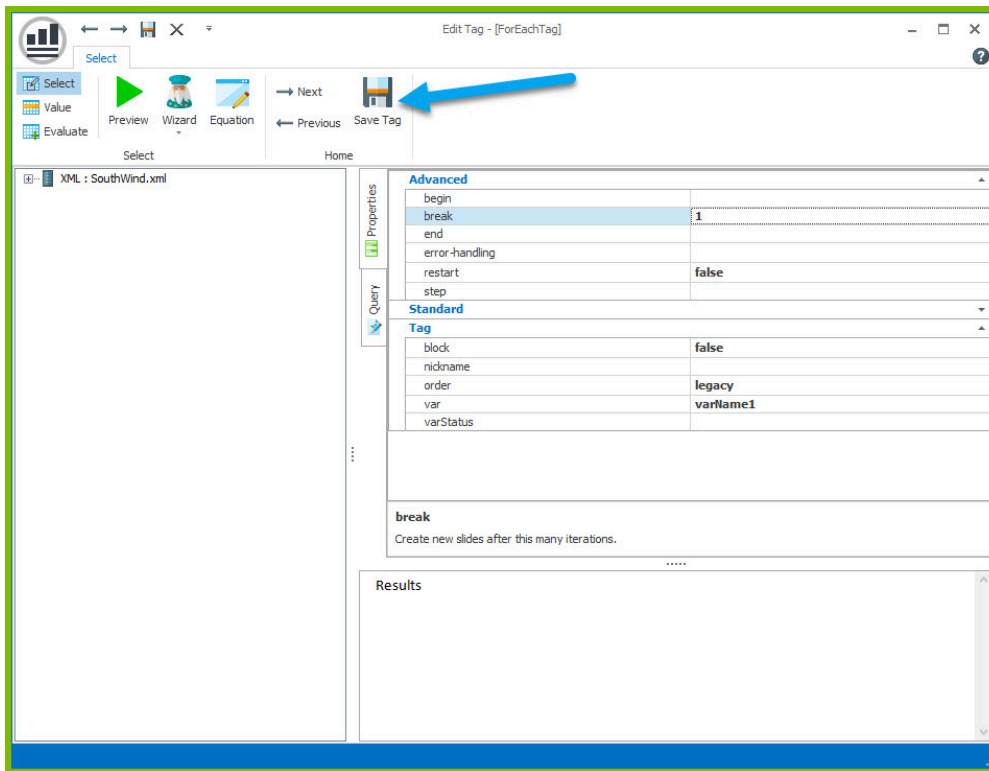 Edit Tag - [ForEachTag]
Select
?
Select
Value
Evaluate
Preview
Wizard
Equation
Next
Previous
Save Tag
Select
Home
XML : SouthWind.xml
Properties
Query
Advanced
begin
break 1
end
error-handling
restart false
step
Standard
Tag
block false
nickname
order legacy
var varName1
varStatus
break
Create new slides after this many iterations.
Results